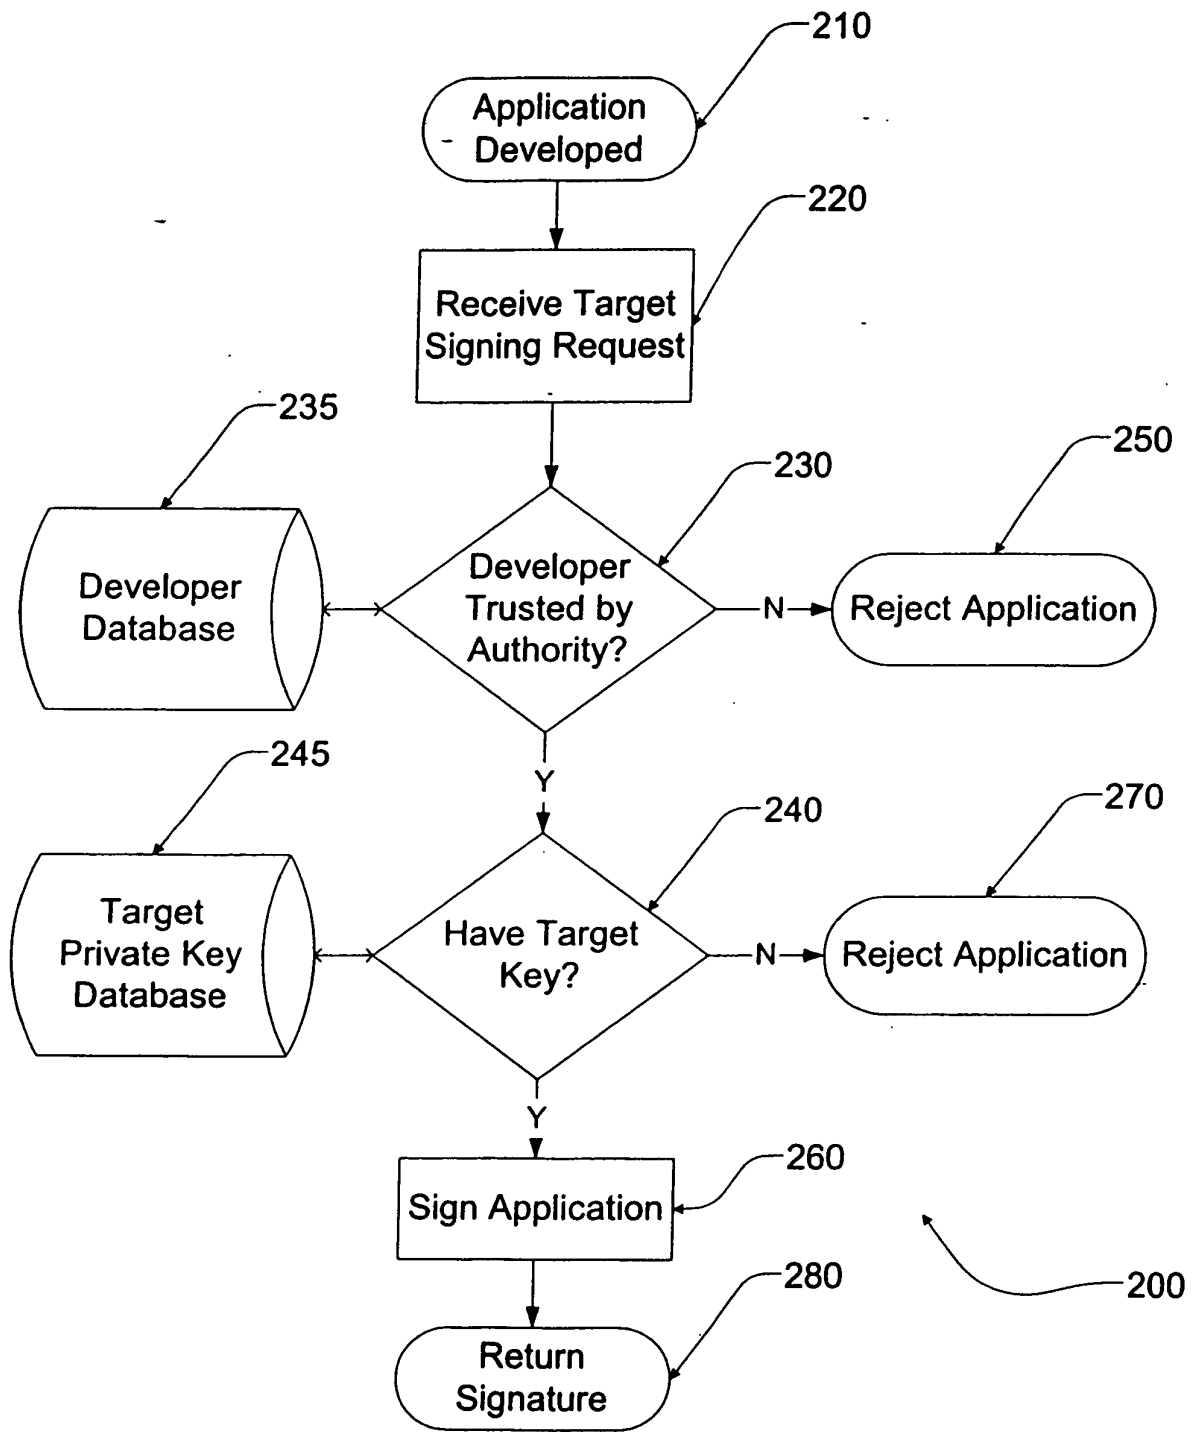 210
Application
Developed
220
Receive Target
Signing Request
235
230
250
Developer
Database
Developer
Trusted by
Authority?
N
Reject Application
Y
245
240
270
Target
Private Key
Database
Have Target
Key?
N
Reject Application
Y
260
Sign Application
200
280
Return
Signature